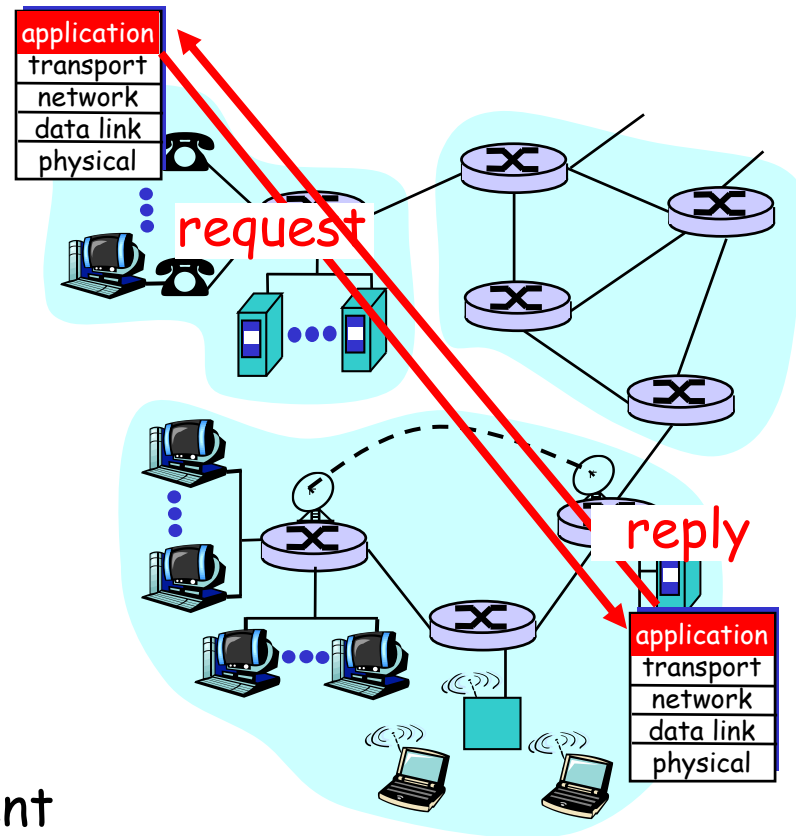 application
transport
network
data link
physical
request
reply
application
transport
network
data link
physical
nt